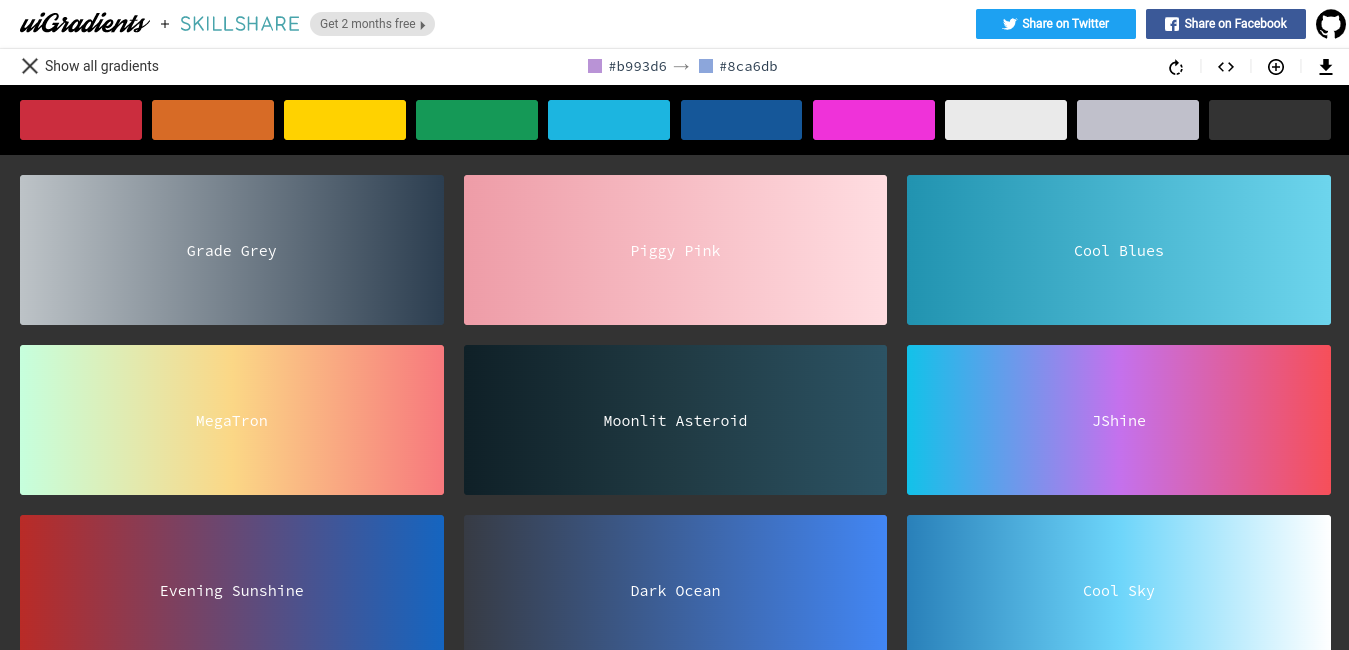 uiGradients + SKILLSHARE Get 2 months free Share on Twitter Share on Facebook
Show all gradients #b993d6 → #8ca6db
Grade Grey Piggy Pink Cool Blues
MegaTron Moonlit Asteroid JShine
Evening Sunshine Dark Ocean Cool Sky